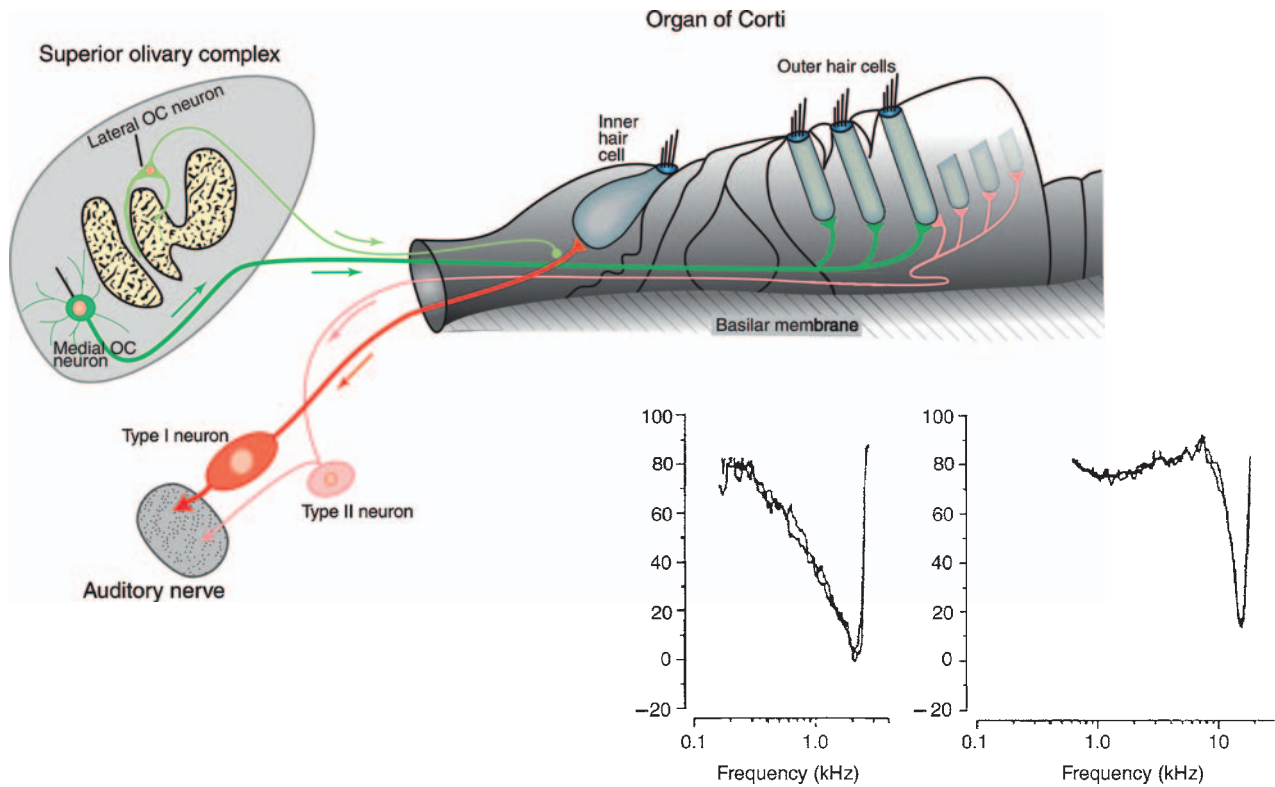 Organ of Corti
Superior olivary complex
Outer hair cells
Lateral OC neuron
Inner
hair
cell
Medial OC
neuron
Basilar membrane
Type I neuron
Type II neuron
Auditory nerve
100
80
60
40
20
0
−20
0.1 1.0
Frequency (kHz)
100
80
60
40
20
0
−20
0.1 1.0 10
Frequency (kHz)